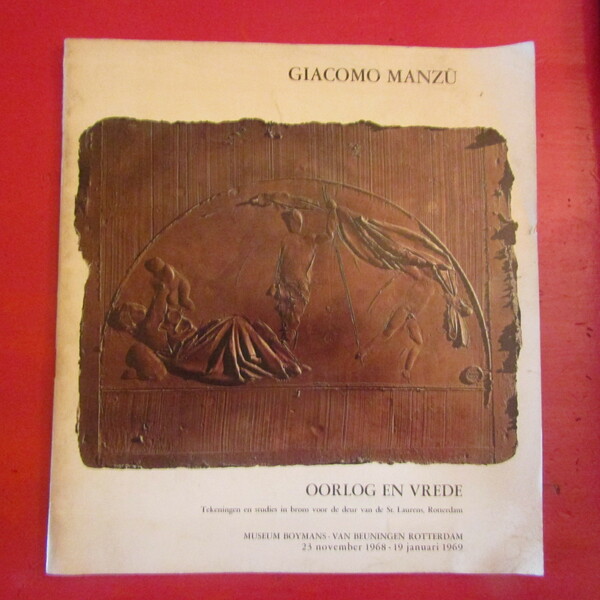 GIACOMO MANZÙ
OORLOG EN VREDE
Tekeningen en studies in brons voor de deur van de St. Laurens, Rotterdam
MUSEUM BOYMANS-VAN BEUNINGEN ROTTERDAM
23 november 1968 - 19 januari 1969